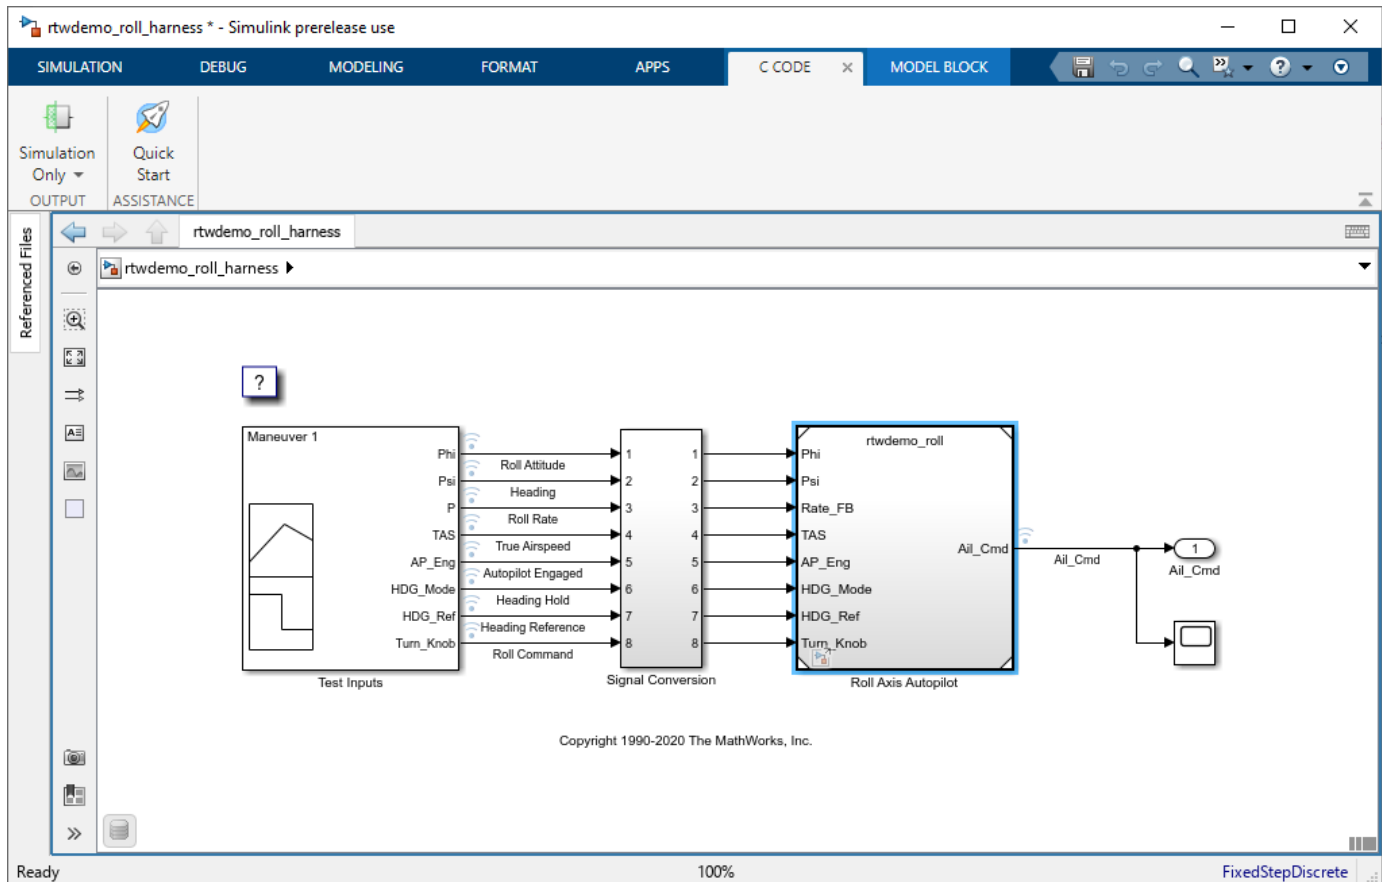 rtwdemo_roll_harness * - Simulink prerelease use
SIMULATION DEBUG MODELING FORMAT APPS C CODE MODEL BLOCK
Simulation Only
Quick Start
OUTPUT ASSISTANCE
Referenced Files
rtwdemo_roll_harness
rtwdemo_roll_harness
?
Maneuver 1
Phi
Psi
P
TAS
AP_Eng
HDG_Mode
HDG_Ref
Turn_Knob
Test Inputs
Roll Attitude
Heading
Roll Rate
True Airspeed
Autopilot Engaged
Heading Hold
Heading Reference
Roll Command
1 1
2 2
3 3
4 4
5 5
6 6
7 7
8 8
Signal Conversion
rtwdemo_roll
Phi
Psi
Rate_FB
TAS
AP_Eng
HDG_Mode
HDG_Ref
Turn_Knob
Ail_Cmd
Roll Axis Autopilot
Ail_Cmd
1
Ail_Cmd
Copyright 1990-2020 The MathWorks, Inc.
Ready 100% FixedStepDiscrete